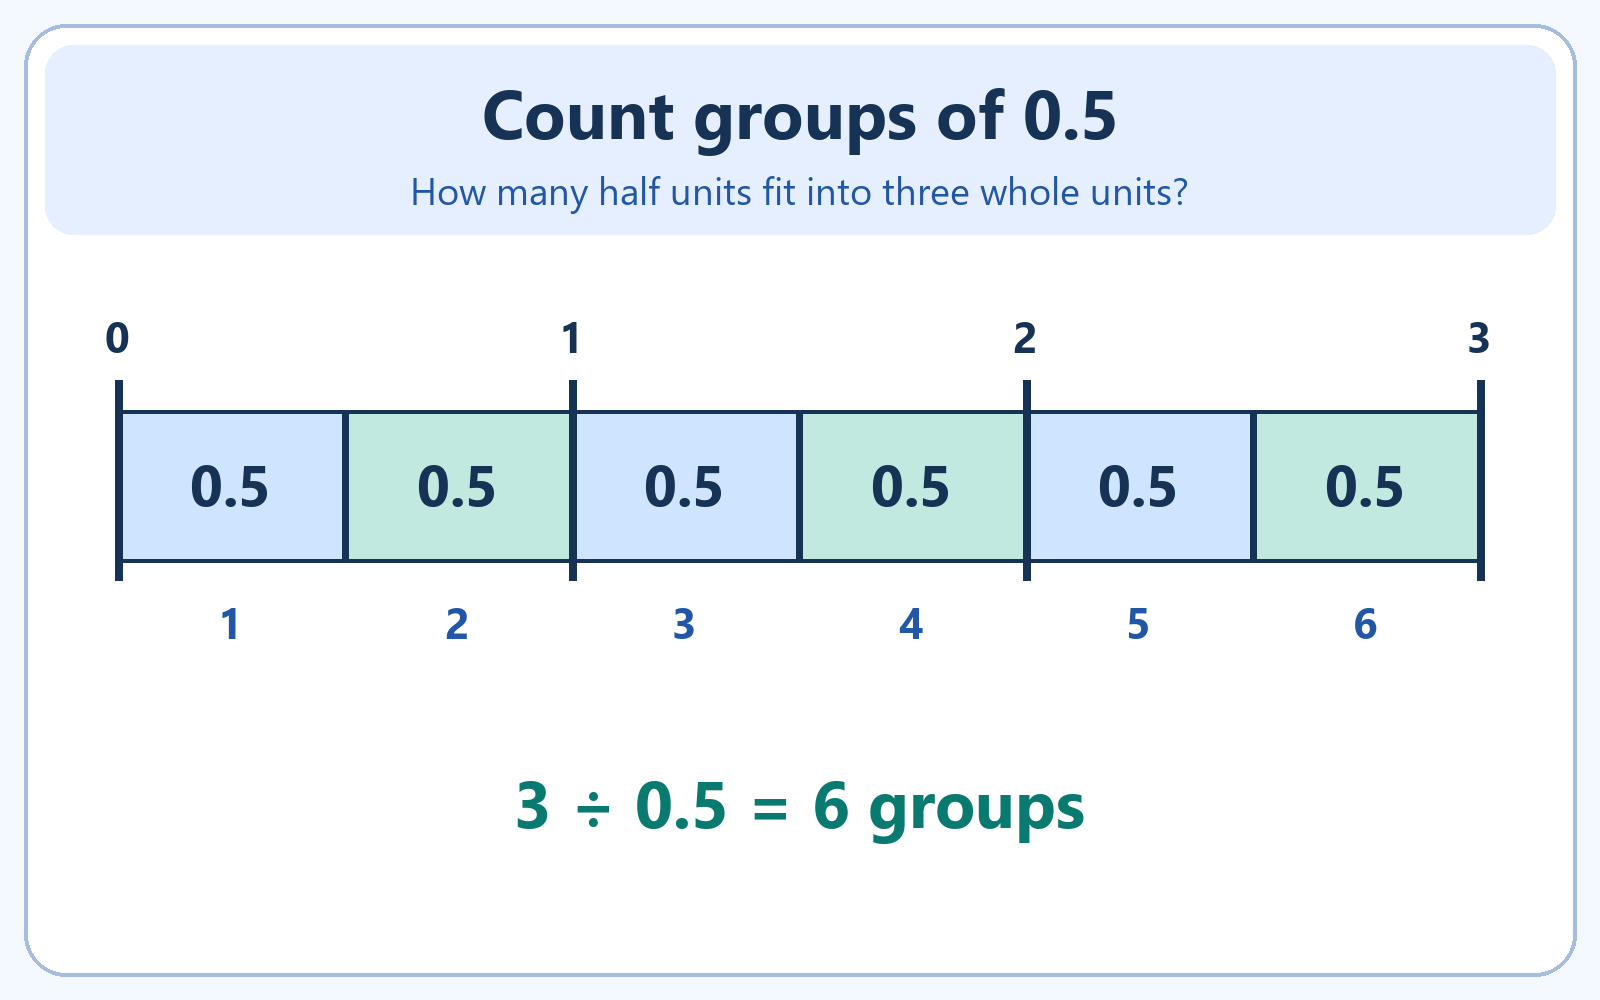 Count groups of 0.5
How many half units fit into three whole units?
0 1 2 3
0.5 0.5 0.5 0.5 0.5 0.5
1 2 3 4 5 6
3 ÷ 0.5 = 6 groups